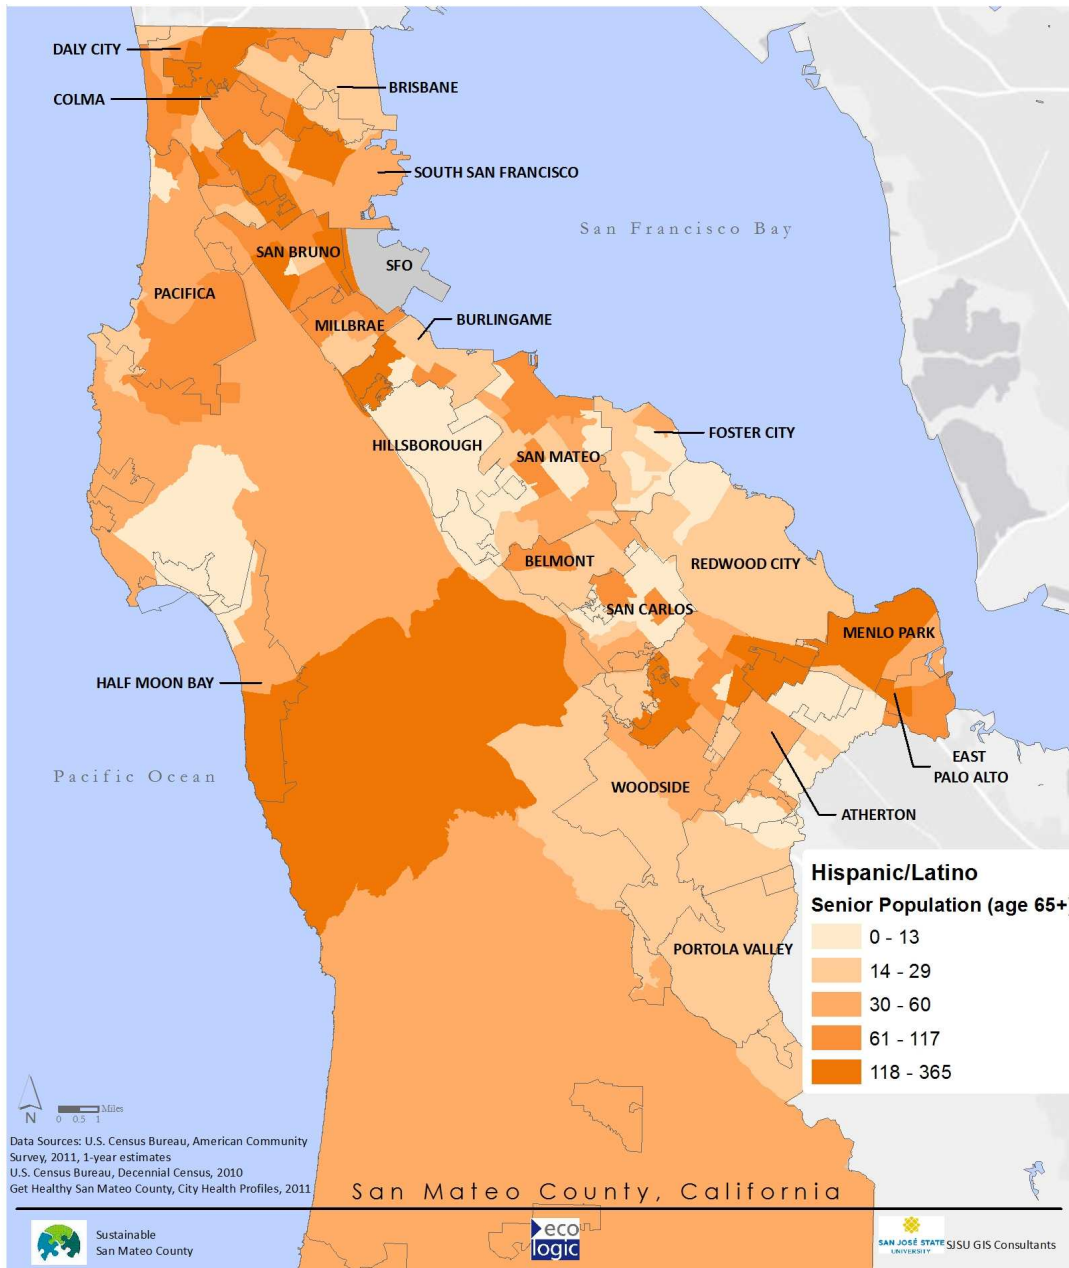 DALY CITY
COLMA
BRISBANE
SOUTH SAN FRANCISCO
San Francisco Bay
SAN BRUNO
SFO
PACIFICA
MILLBRAE
BURLINGAME
HILLSBOROUGH
FOSTER CITY
SAN MATEO
BELMONT
REDWOOD CITY
SAN CARLOS
MENLO PARK
HALF MOON BAY
Pacific Ocean
EAST
PALO ALTO
WOODSIDE
ATHERTON
PORTOLA VALLEY
Hispanic/Latino
Senior Population (age 65+)
0 - 13
14 - 29
30 - 60
61 - 117
118 - 365
N
Miles
0 0.5 1
Data Sources: U.S. Census Bureau, American Community
Survey, 2011, 1-year estimates
U.S. Census Bureau, Decennial Census, 2010
Get Healthy San Mateo County, City Health Profiles, 2011
San Mateo County, California
Sustainable
San Mateo County
eco
logic
SAN JOSÉ STATE
UNIVERSITY
SJSU GIS Consultants